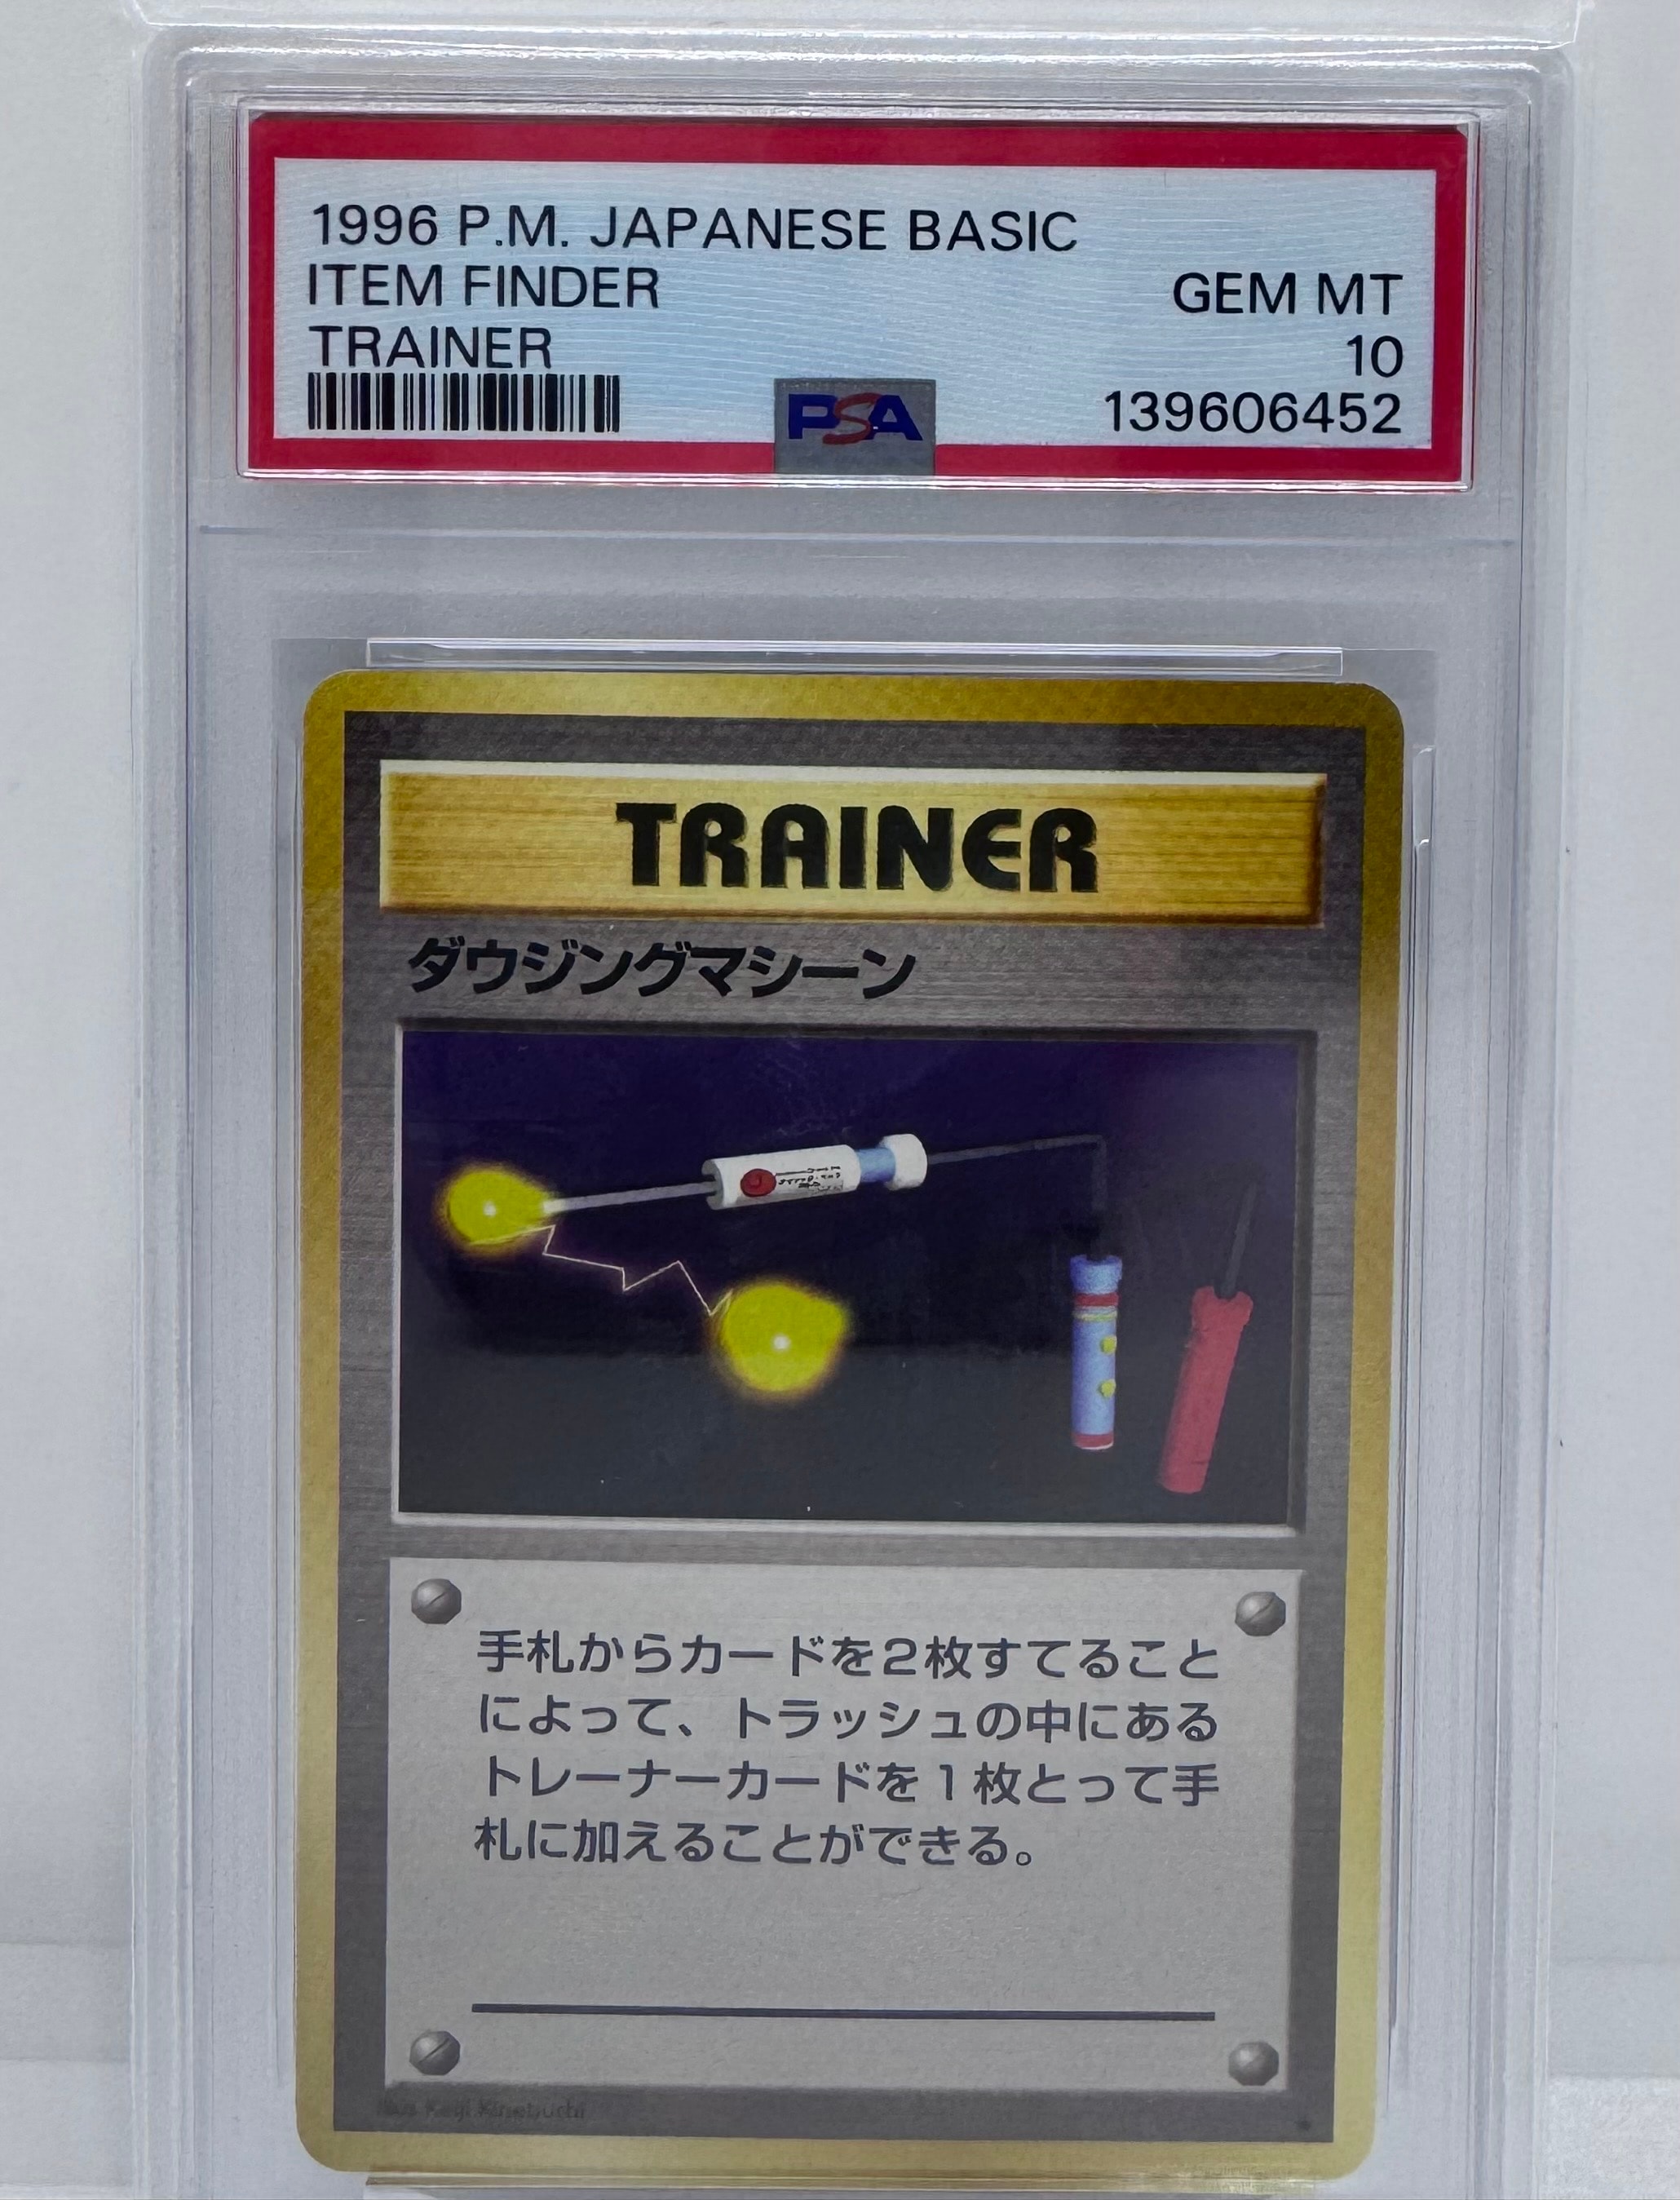 1996 P.M. JAPANESE BASIC
ITEM FINDER
GEM MT
TRAINER
10
PSA
139606452
TRAINER
ダウジングマシーン
手札からカードを2枚すてること
によって、トラッシュの中にある
トレーナーカードを1枚とって手
札に加えることができる。